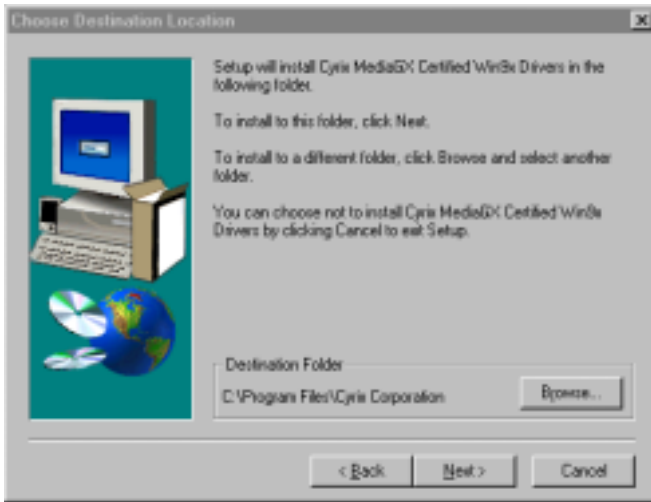 Choose Destination Location
Setup will install Cyrix MediaGX Certified Win9x Drivers in the
following folder.
To install to this folder, click Next.
To install to a different folder, click Browse and select another
folder.
You can choose not to install Cyrix MediaGX Certified Win9x
Drivers by clicking Cancel to exit Setup.
Destination Folder
C:\Program Files\Cyrix Corporation
Browse...
< Back
Next >
Cancel